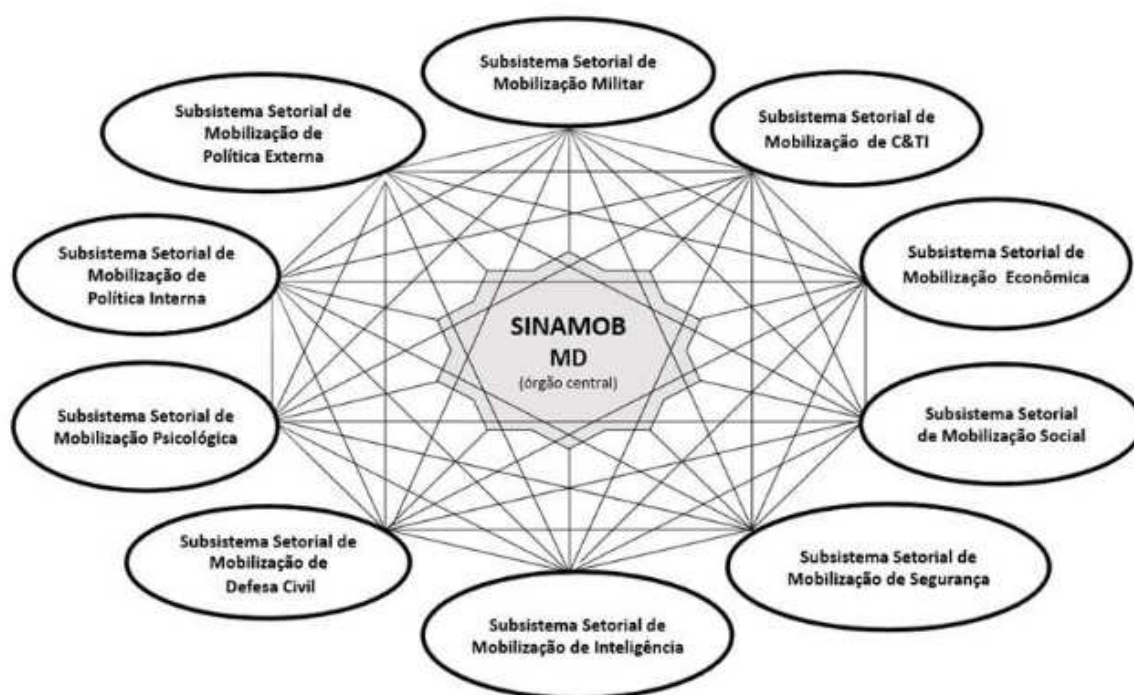 Subsistema Setorial de
Mobilização Militar
Subsistema Setorial de
Mobilização de
Política Externa
Subsistema Setorial de
Mobilização de C&TI
Subsistema Setorial de
Mobilização de
Política Interna
Subsistema Setorial de
Mobilização Econômica
SINAMOB
MD
(órgão central)
Subsistema Setorial de
Mobilização Psicológica
Subsistema Setorial
de Mobilização Social
Subsistema Setorial de
Mobilização de
Defesa Civil
Subsistema Setorial de
Mobilização de Segurança
Subsistema Setorial de
Mobilização de Inteligência